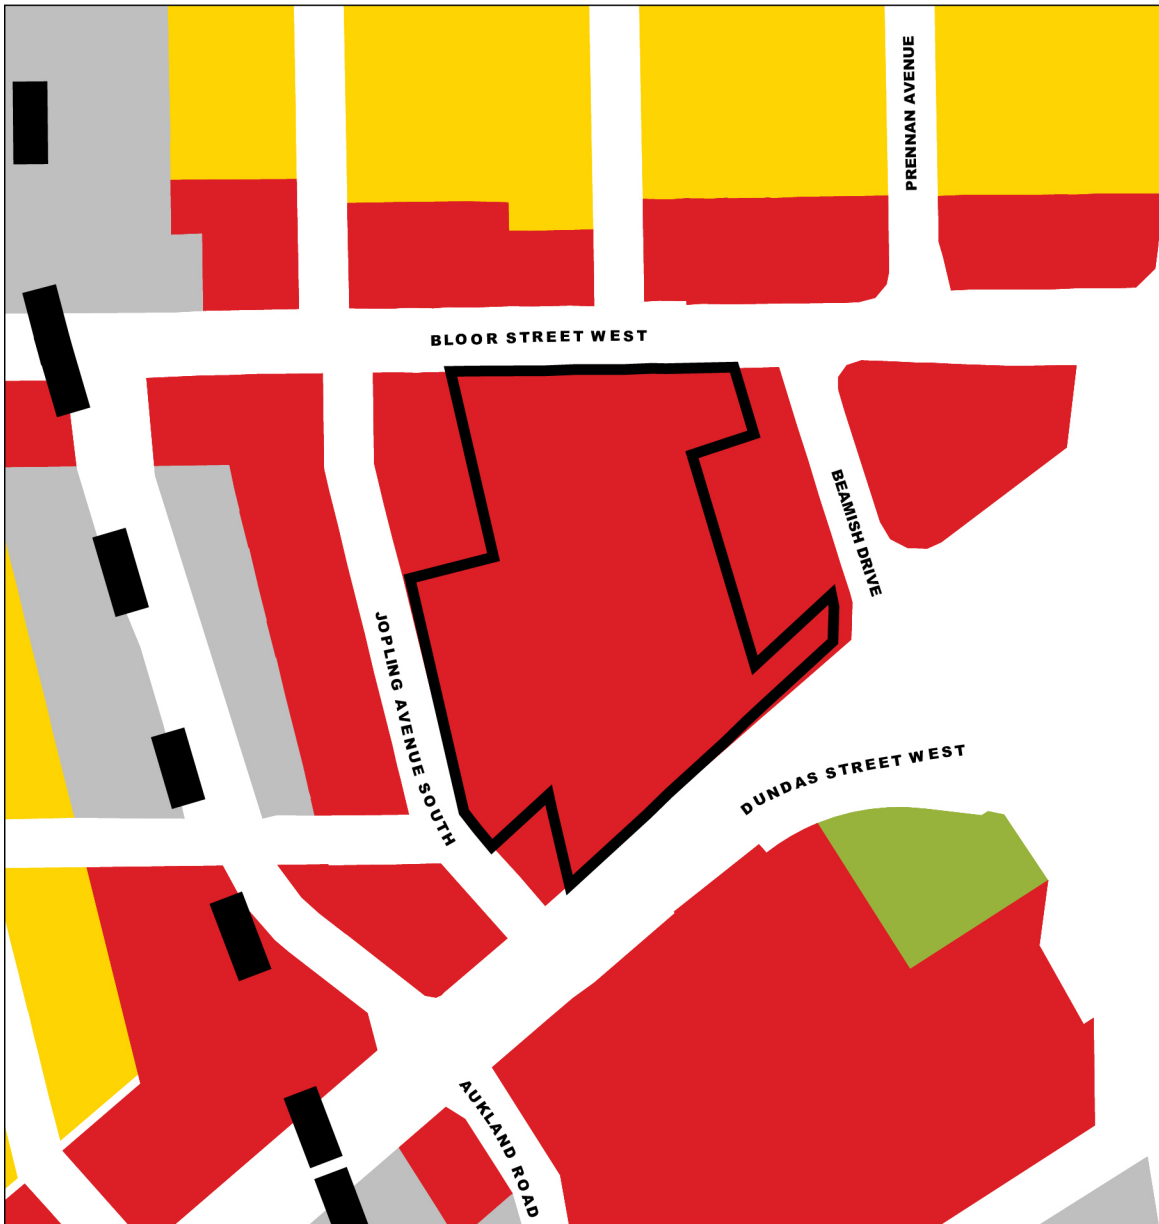 PRENNAN AVENUE
BLOOR STREET WEST
BEAMISH DRIVE
JOPLING AVENUE SOUTH
DUNDAS STREET WEST
AUKLAND ROAD